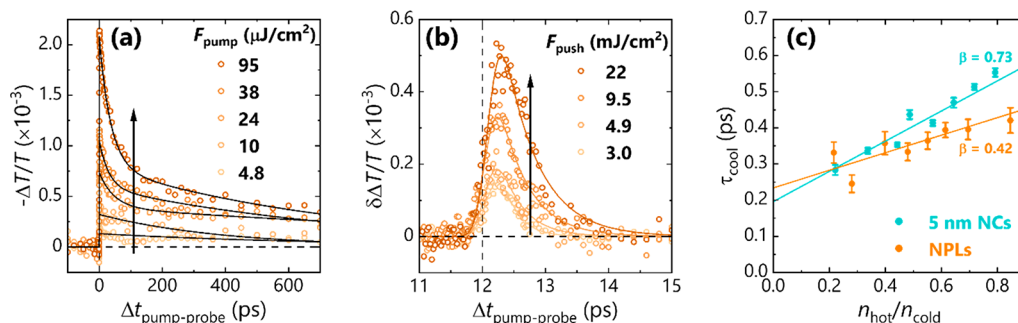 (a)
F_pump (μJ/cm²)
95
38
24
10
4.8
2.0
1.5
1.0
0.5
0
-ΔT/T (×10⁻³)
0 200 400 600
Δt_pump-probe (ps)
(b)
F_push (mJ/cm²)
22
9.5
4.9
3.0
0.6
0.4
0.2
0
δΔT/T (×10⁻³)
11 12 13 14 15
Δt_pump-probe (ps)
(c)
β = 0.73
β = 0.42
5 nm NCs
NPLs
0.7
0.6
0.5
0.4
0.3
0.2
0.1
0.0
τ_cool (ps)
0.0 0.2 0.4 0.6 0.8
n_hot/n_cold